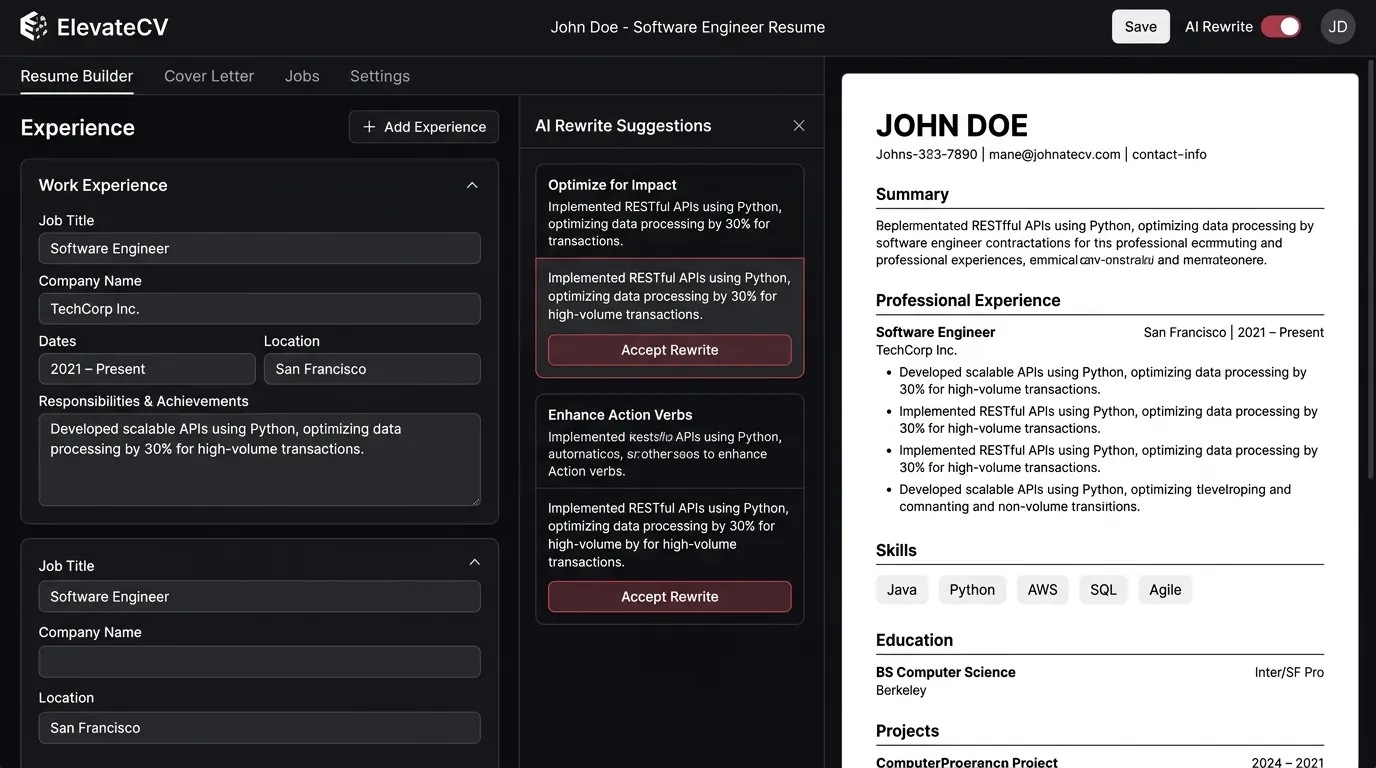 ElevateCV
John Doe - Software Engineer Resume
Save
AI Rewrite
JD
Resume Builder
Cover Letter
Jobs
Settings
Experience
+ Add Experience
Work Experience
Job Title
Software Engineer
Company Name
TechCorp Inc.
Dates
Location
2021 – Present
San Francisco
Responsibilities & Achievements
Developed scalable APIs using Python, optimizing data
processing by 30% for high-volume transactions.
Job Title
Software Engineer
Company Name
Location
San Francisco
AI Rewrite Suggestions
Optimize for Impact
Implemented RESTful APIs using Python,
optimizing data processing by 30% for
transactions.
Implemented RESTful APIs using Python,
optimizing data processing by 30% for
high-volume transactions.
Accept Rewrite
Enhance Action Verbs
Implemented APIs using Python,
to enhance
Action verbs.
Implemented RESTful APIs using Python,
optimizing data processing by 30% for
high-volume by for high-volume
transactions.
Accept Rewrite
JOHN DOE
Johns-383-7890 | mane@johnatecv.com | contact-info
Summary
Beplementated RESTfful APIs using Python, optimizing data processing by
software engineer contractations for ths professional ecmmuting and
professional experiences, emmical and memateonere.
Professional Experience
Software Engineer
San Francisco | 2021 – Present
TechCorp Inc.
• Developed scalable APIs using Python, optimizing data processing by
30% for high-volume transactions.
• Implemented RESTful APIs using Python, optimizing data processing by
30% for high-volume transactions.
• Implemented RESTful APIs using Python, optimizing data processing by
30% for high-volume transactions.
• Developed scalable APIs using Python, optimizing tlevelroping and
comnanting and non-volume transiitions.
Skills
Java
Python
AWS
SQL
Agile
Education
BS Computer Science
Inter/SF Pro
Berkeley
Projects
ComputerProerancn Project
2024 – 2021